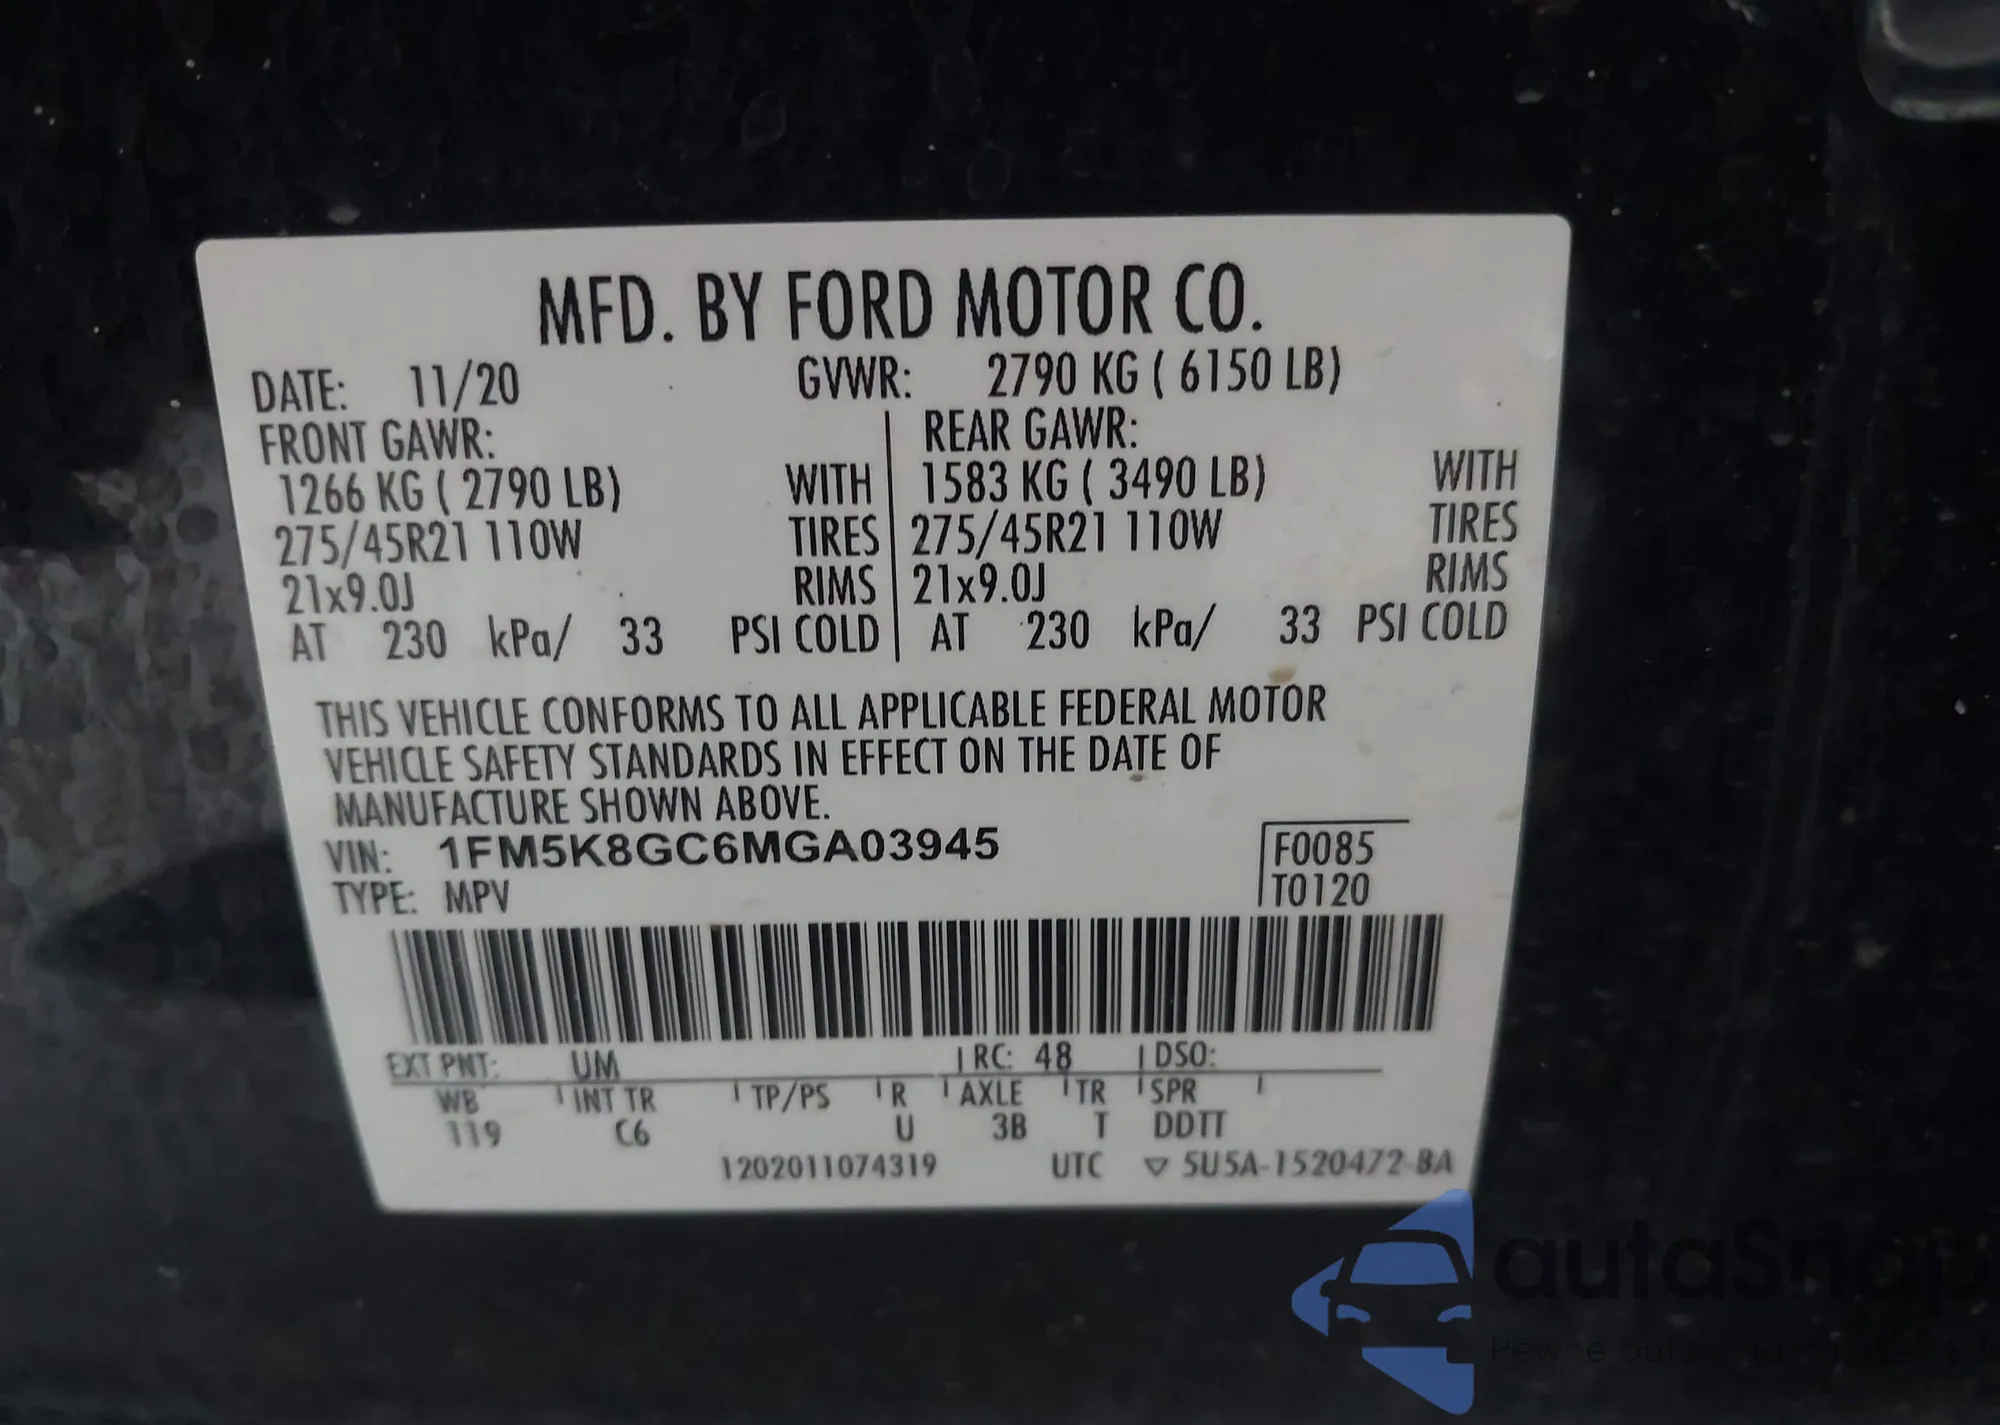 MFD. BY FORD MOTOR CO.
DATE: 11/20 GVWR: 2790 KG ( 6150 LB)
FRONT GAWR: REAR GAWR:
1266 KG ( 2790 LB) WITH 1583 KG ( 3490 LB) WITH
275/45R21 110W TIRES 275/45R21 110W TIRES
21x9.0J RIMS 21x9.0J RIMS
AT 230 kPa/ 33 PSI COLD AT 230 kPa/ 33 PSI COLD
THIS VEHICLE CONFORMS TO ALL APPLICABLE FEDERAL MOTOR
VEHICLE SAFETY STANDARDS IN EFFECT ON THE DATE OF
MANUFACTURE SHOWN ABOVE.
VIN: 1FM5K8GC6MGA03945 F0085
TYPE: MPV T0120
EXT PNT: UM RC: 48 DSO:
WB INT TR TP/PS R AXLE TR SPR
119 C6 U 3B T DDTT
1202011074319 UTC ▽ 5U5A-1520472-BA
autaSnap